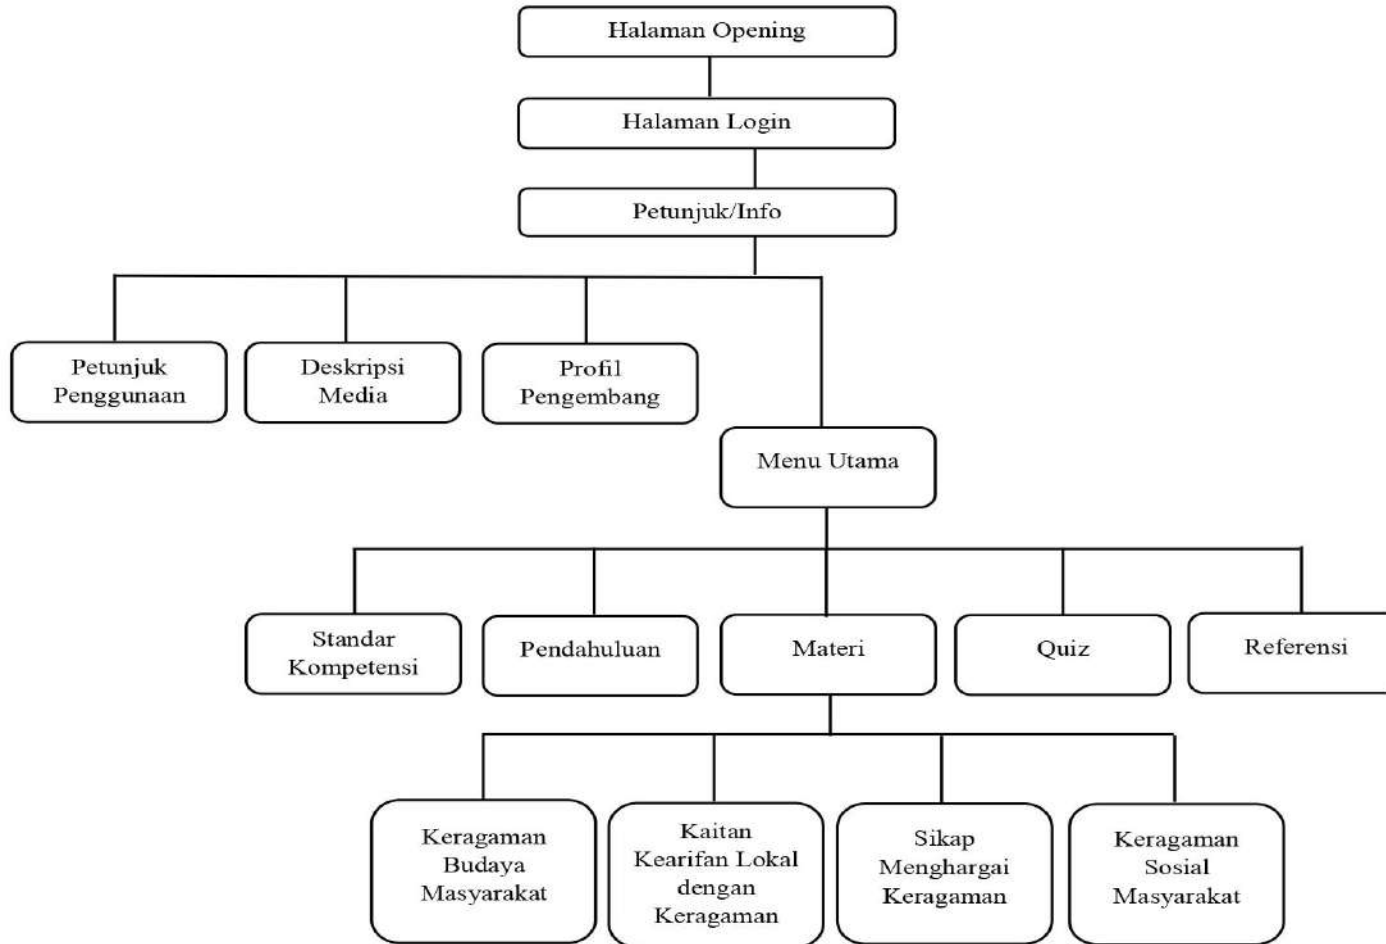 Halaman Opening
Halaman Login
Petunjuk/Info
Petunjuk
Penggunaan
Deskripsi
Media
Profil
Pengembang
Menu Utama
Standar
Kompetensi
Pendahuluan
Materi
Quiz
Referensi
Keragaman
Budaya
Masyarakat
Kaitan
Kearifan Lokal
dengan
Keragaman
Sikap
Menghargai
Keragaman
Keragaman
Sosial
Masyarakat